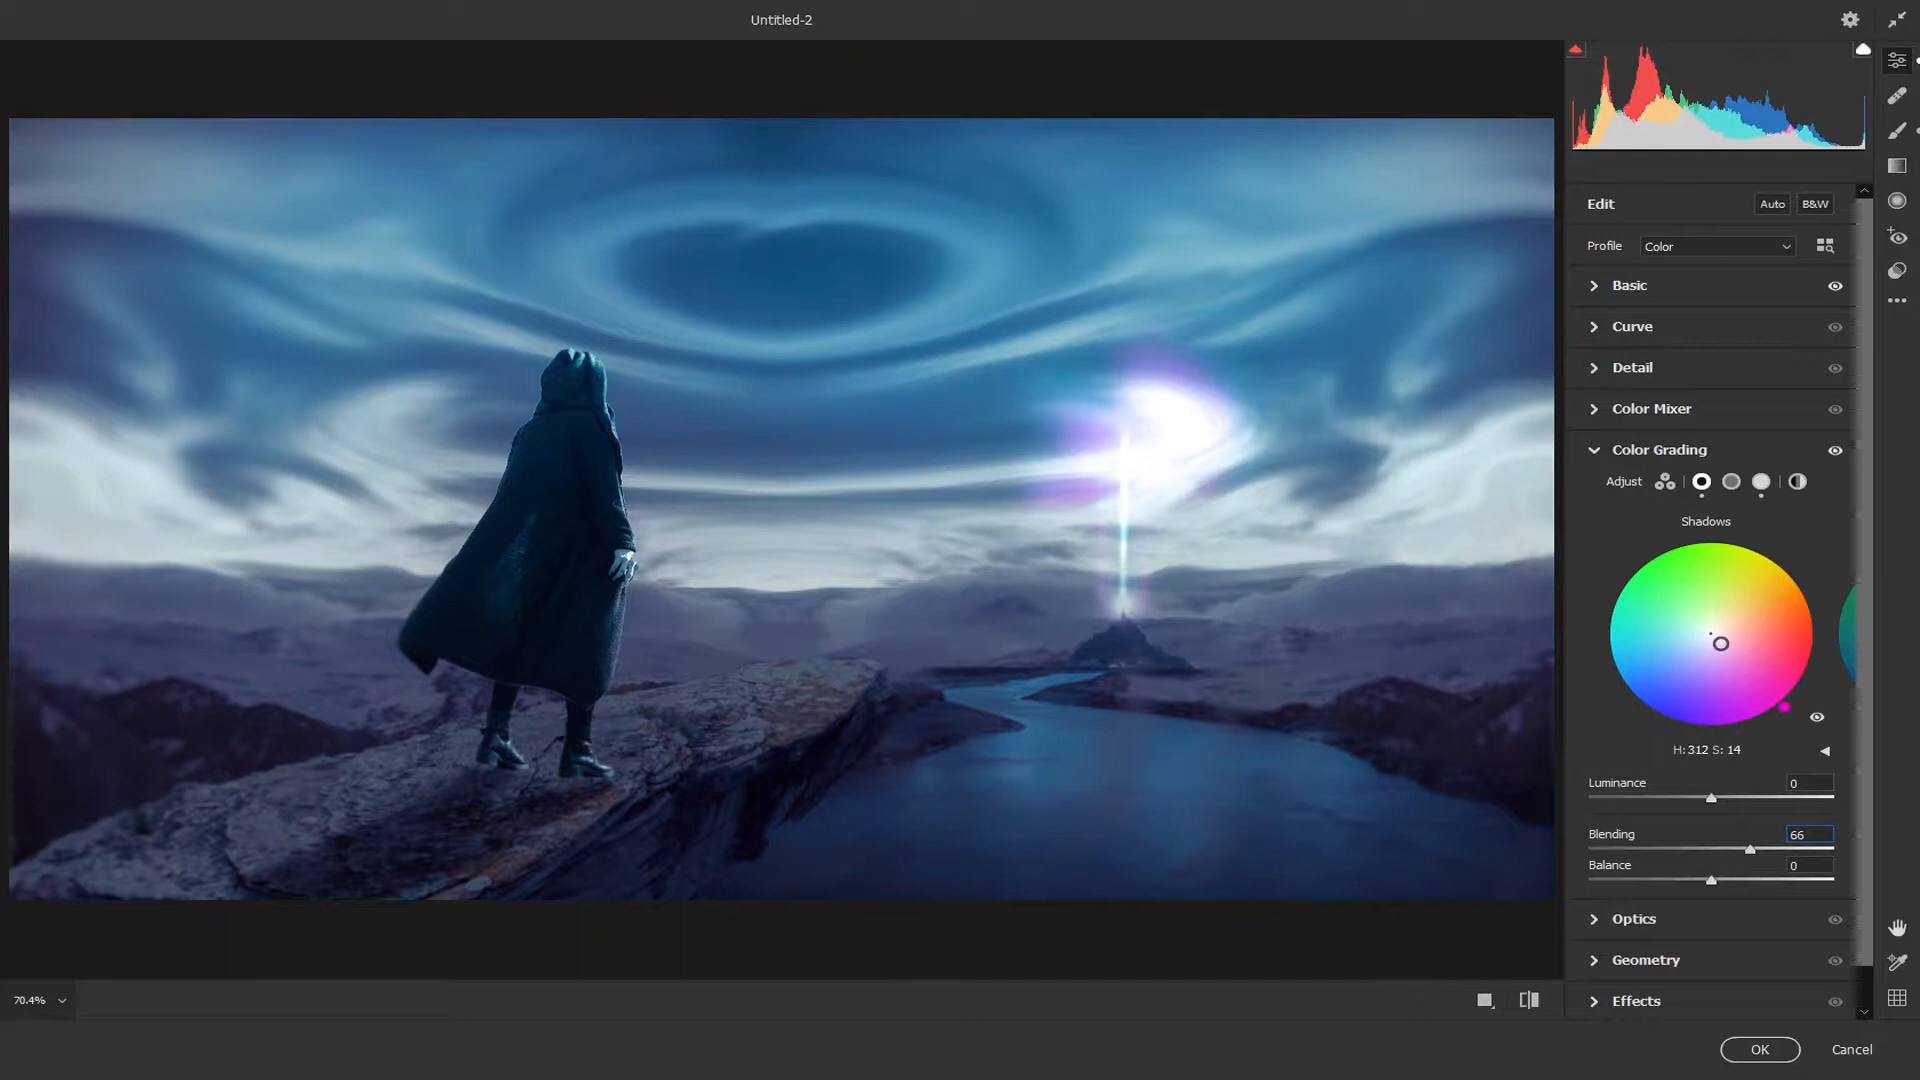 Untitled-2
Edit
Auto
B&W
Profile
Color
Basic
Curve
Detail
Color Mixer
Color Grading
Adjust
Shadows
H: 312 S: 14
Luminance
0
Blending
66
Balance
0
Optics
Geometry
Effects
70.4%
OK
Cancel